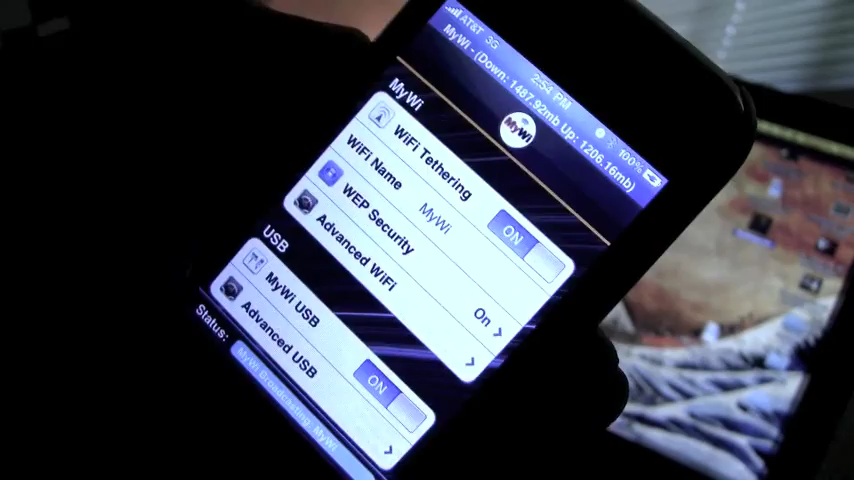 AT&T 3G 2:54 PM 100%
MyWi - (Down: 1487.92mb Up: 1206.16mb)
MyWi
MyWi
WiFi Tethering ON
WiFi Name MyWi
WEP Security On
Advanced WiFi
USB
MyWi USB ON
Advanced USB
Status:
MyWi Broadcasting, MyWi